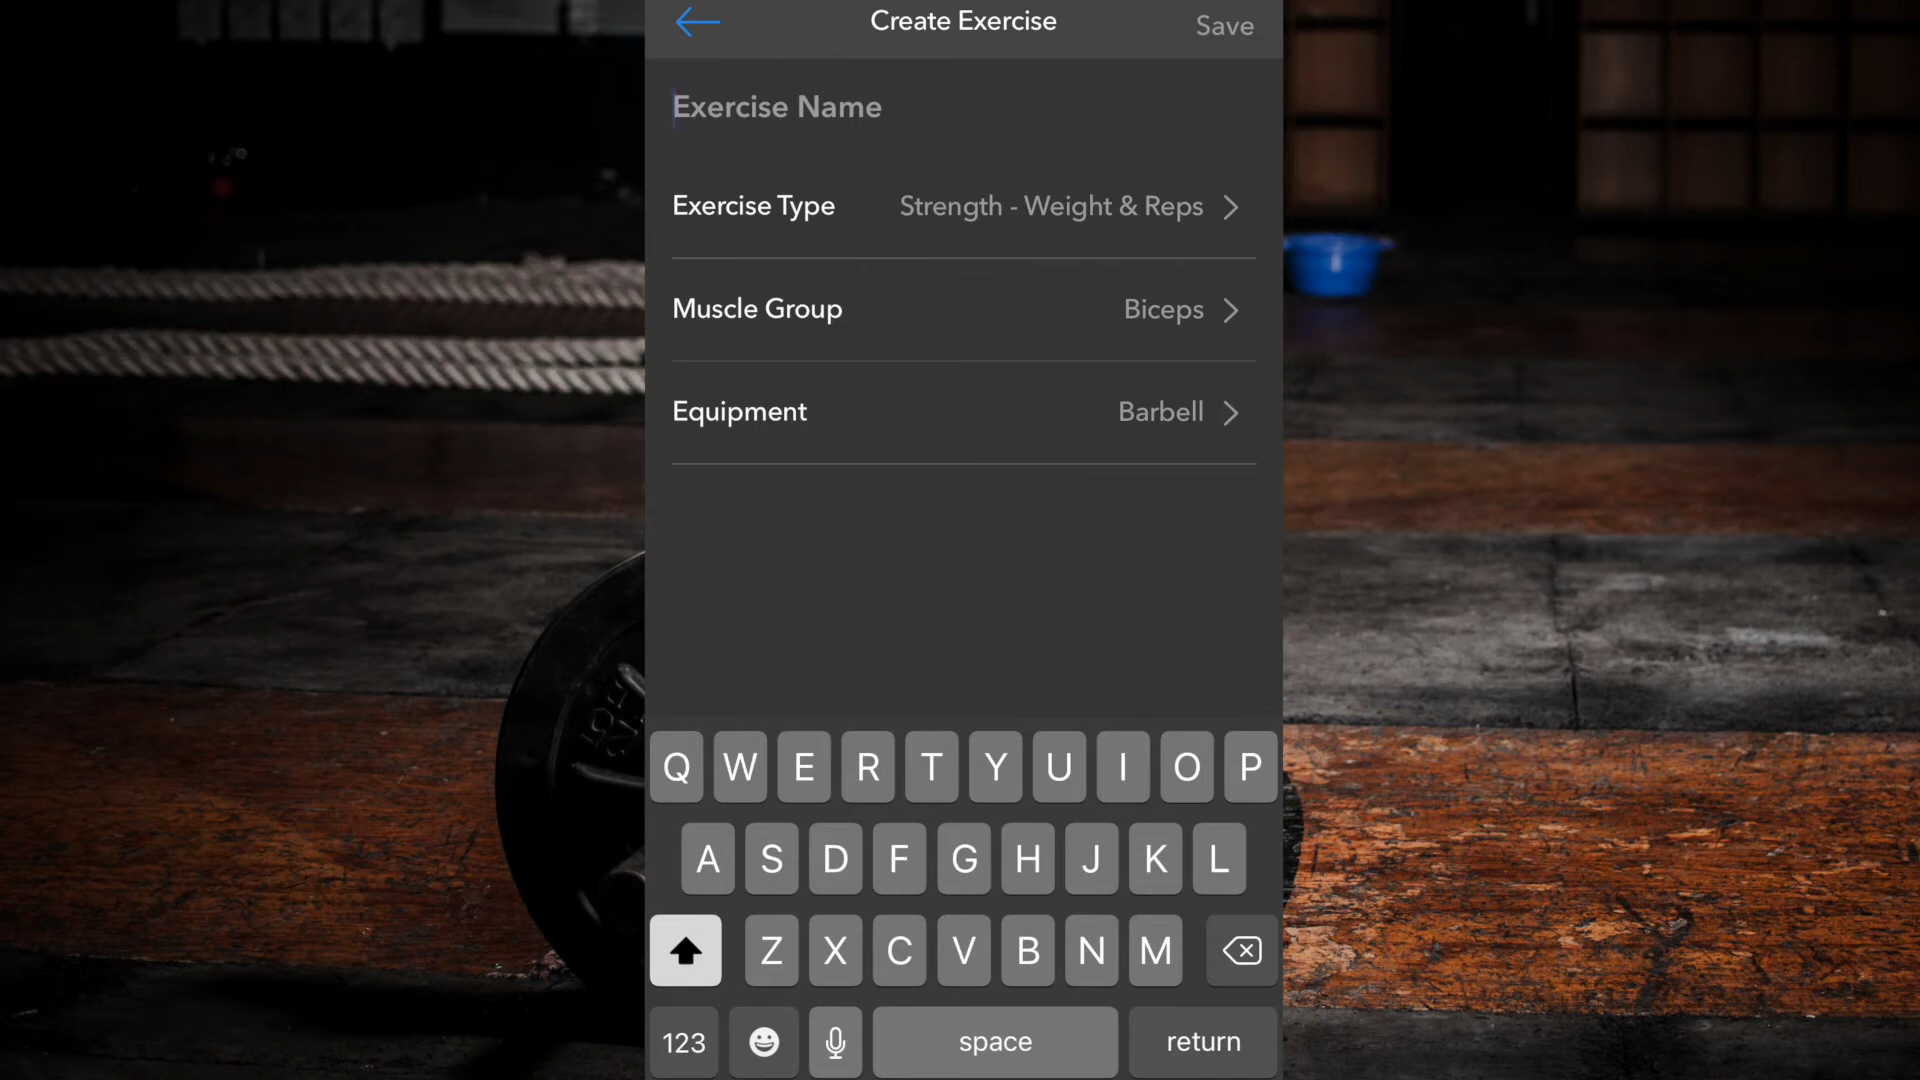 Create Exercise
Save
Exercise Name
Exercise Type Strength - Weight & Reps
Muscle Group Biceps
Equipment Barbell
Q W E R T Y U I O P
A S D F G H J K L
Z X C V B N M
123 space return